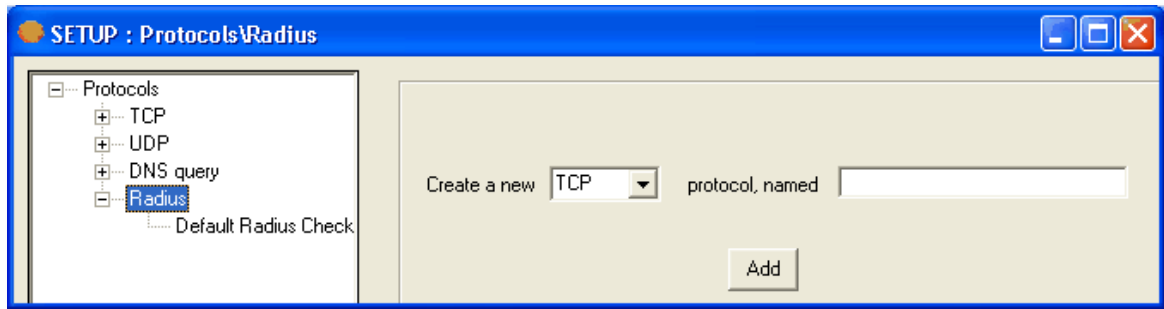 SETUP : Protocols\Radius
Protocols
TCP
UDP
DNS query
Radius
Default Radius Check
Create a new TCP protocol, named
Add